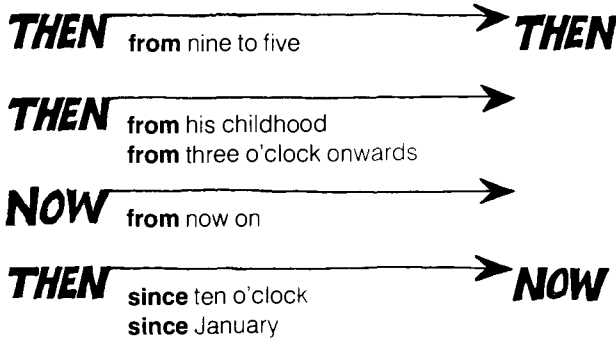 THEN from nine to five THEN
THEN from his childhood
from three o'clock onwards
NOW from now on
THEN since ten o'clock NOW
since January